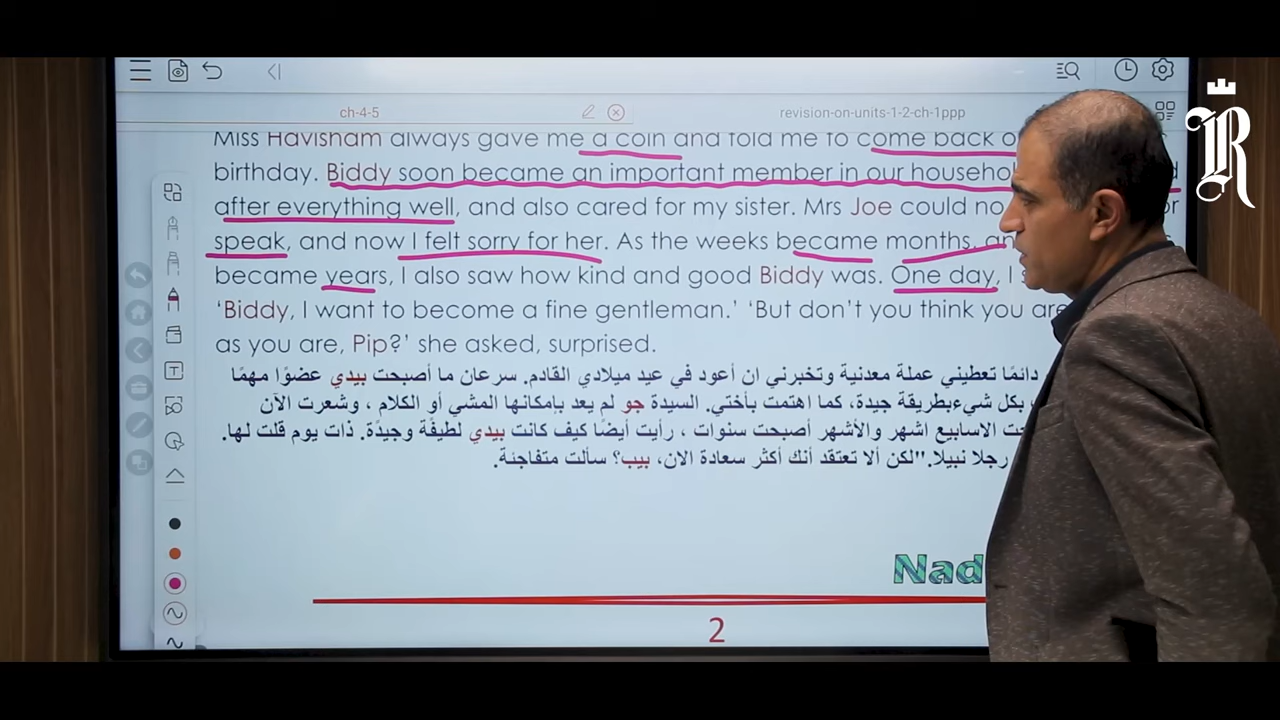 ch-4-5
revision-on-units-1-2-ch-1ppp
Miss Havisham always gave me a coin and told me to come back
birthday. Biddy soon became an important member in our
after everything well, and also cared for my sister. Mrs Joe could
speak, and now I felt sorry for her. As the weeks became months,
became years, I also saw how kind and good Biddy was. One day, I
‘Biddy, I want to become a fine gentleman.’ ‘But don’t you think you are
as you are, Pip?’ she asked, surprised.
دائمًا تعطيني عملة معدنية وتخبرني ان أعود في عيد ميلادي القادم. سرعان ما أصبحت بيدي عضوًا مهمًا
بكل شيءبطريقة جيدة، كما اهتمت بأختي. السيدة جو لم يعد بإمكانها المشي أو الكلام ، وشعرت الآن
الاسابيع اشهر والأشهر أصبحت سنوات ، رأيت أيضًا كيف كانت بيدي لطيفة وجيدة. ذات يوم قلت لها.
رجلا نبيلا."لكن ألا تعتقد أنك أكثر سعادة الان، بيب؟ سألت متفاجئة.
2